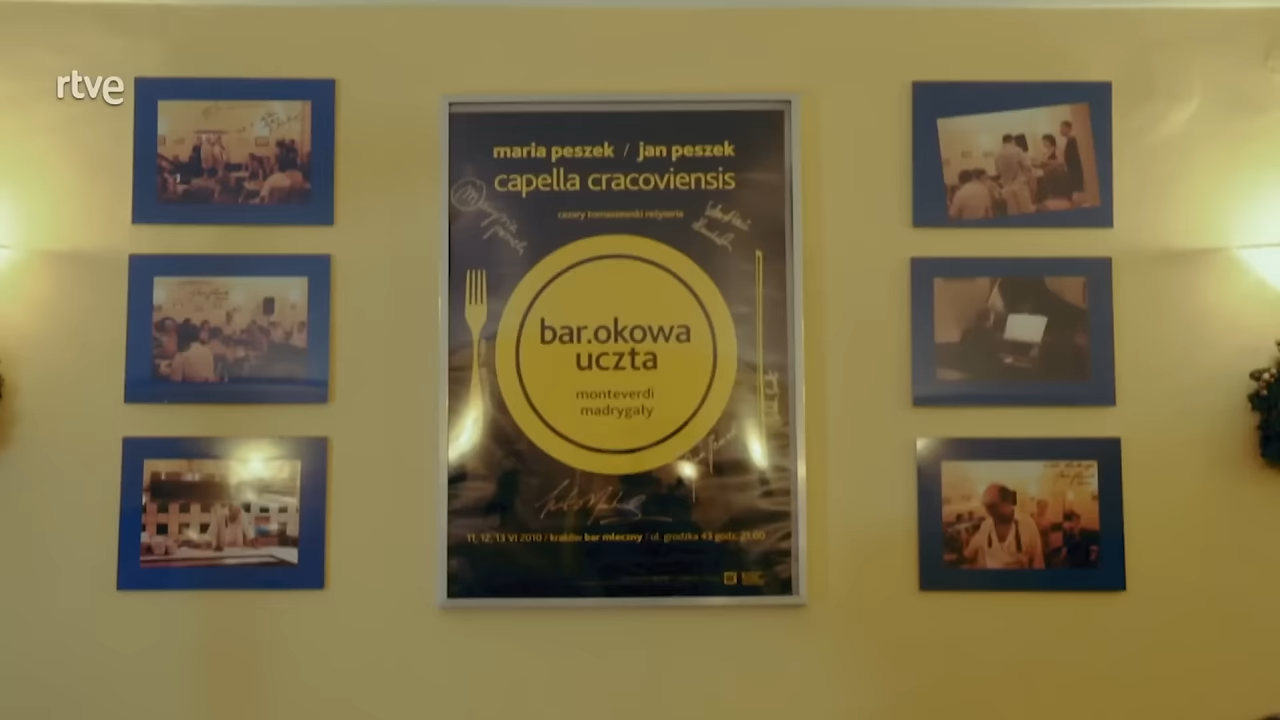 rtve
maria peszek / jan peszek
capella cracoviensis
cezary tomaszewski reżyseria
bar.okowa
uczta
monteverdi
madrygały
11, 12, 13 VI 2010 / kraków bar mleczny / ul. grodzka 43 godz. 21.00